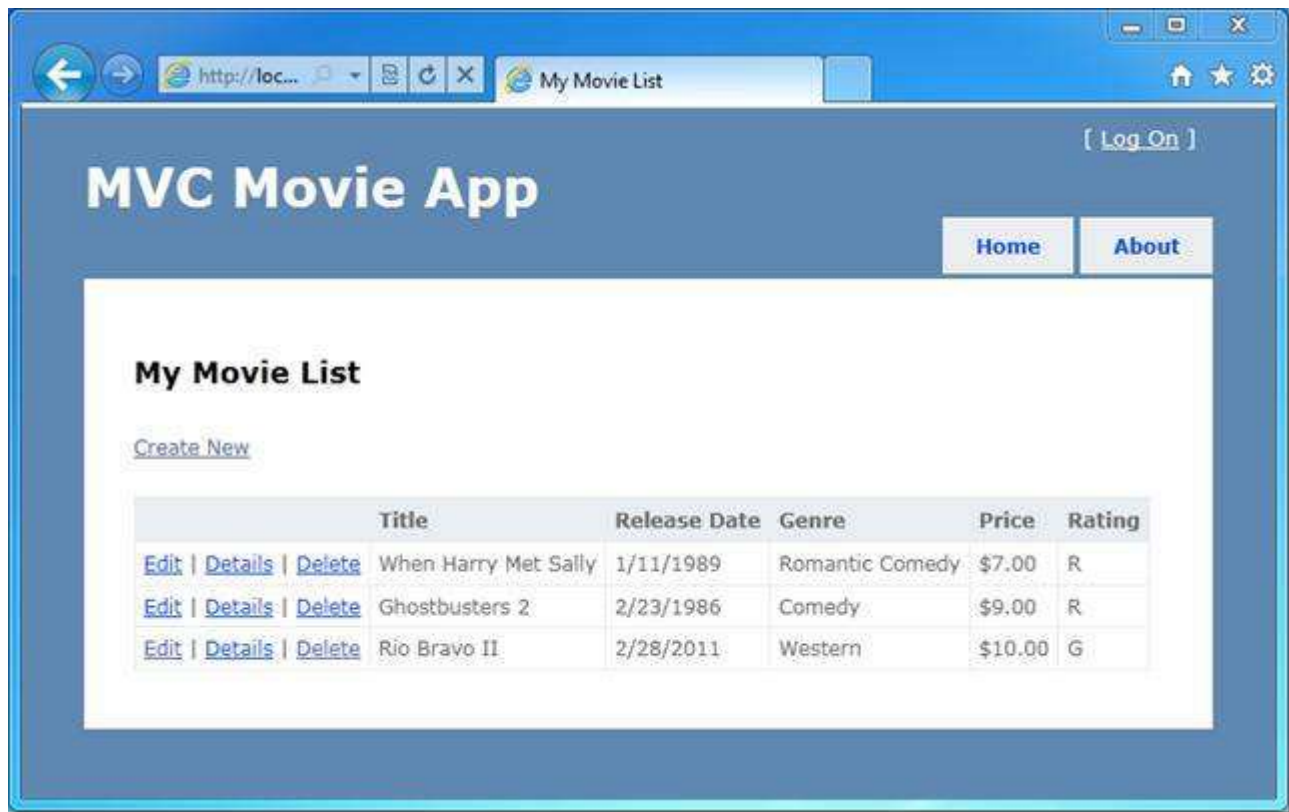 http://loc... My Movie List
[ Log On ]
MVC Movie App
Home About
My Movie List
Create New
Title Release Date Genre Price Rating
Edit | Details | Delete When Harry Met Sally 1/11/1989 Romantic Comedy $7.00 R
Edit | Details | Delete Ghostbusters 2 2/23/1986 Comedy $9.00 R
Edit | Details | Delete Rio Bravo II 2/28/2011 Western $10.00 G